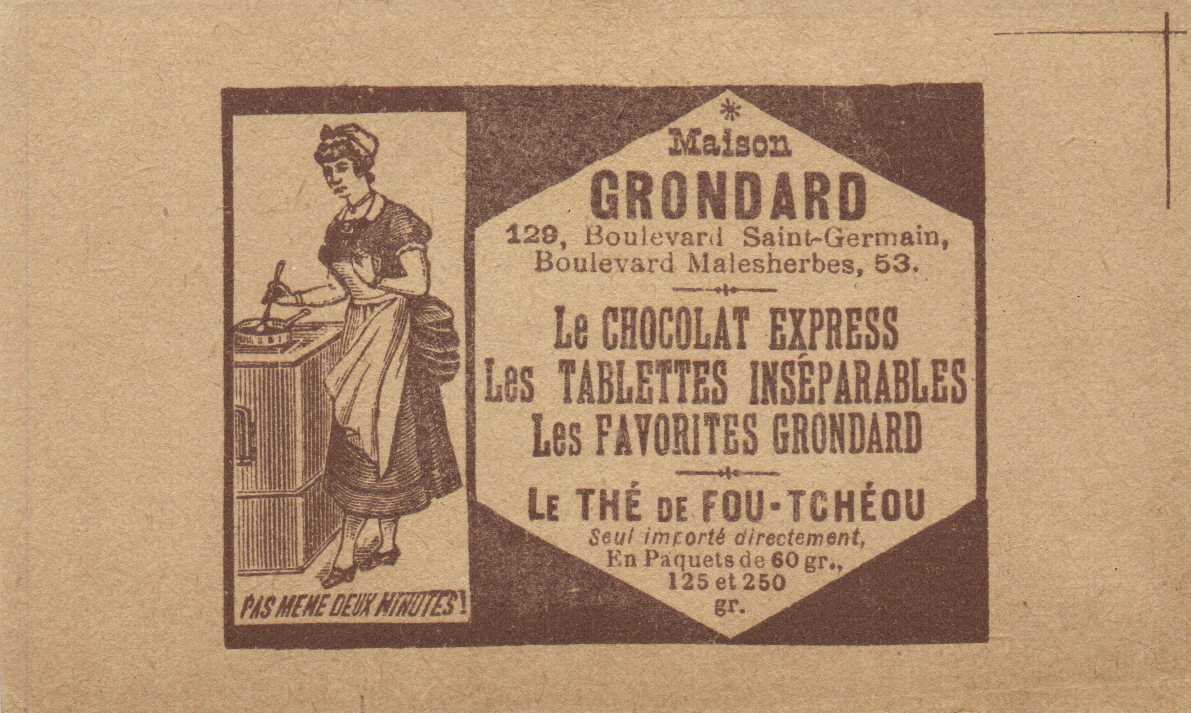 PAS MEME DEUX MINUTES!
Maison
GRONDARD
129, Boulevard Saint-Germain,
Boulevard Malesherbes, 53.
Le CHOCOLAT EXPRESS
Les TABLETTES INSÉPARABLES
Les FAVORITES GRONDARD
LE THÉ DE FOU-TCHÉOU
Seul importé directement,
En Paquets de 60 gr.,
125 et 250
gr.